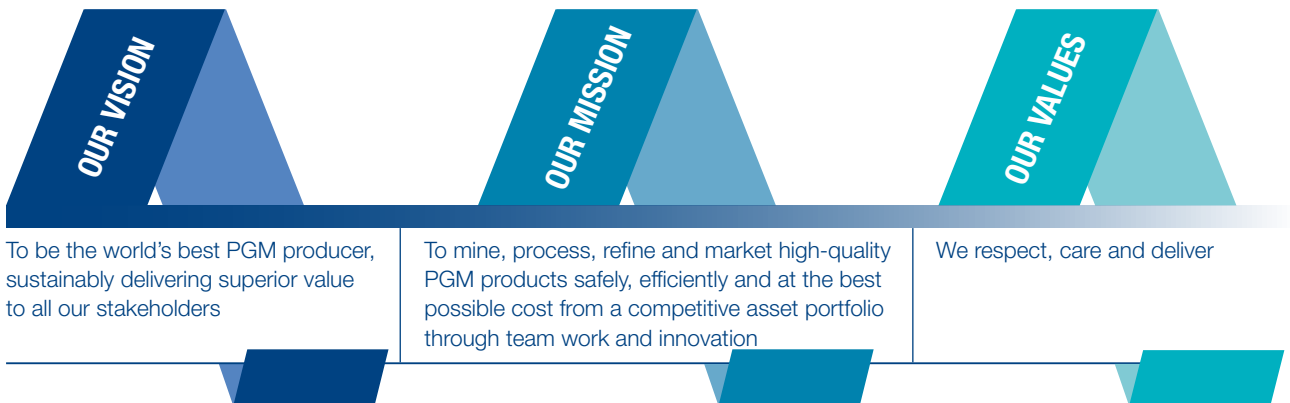 OUR VISION
To be the world’s best PGM producer,
sustainably delivering superior value
to all our stakeholders
OUR MISSION
To mine, process, refine and market high-quality
PGM products safely, efficiently and at the best
possible cost from a competitive asset portfolio
through team work and innovation
OUR VALUES
We respect, care and deliver